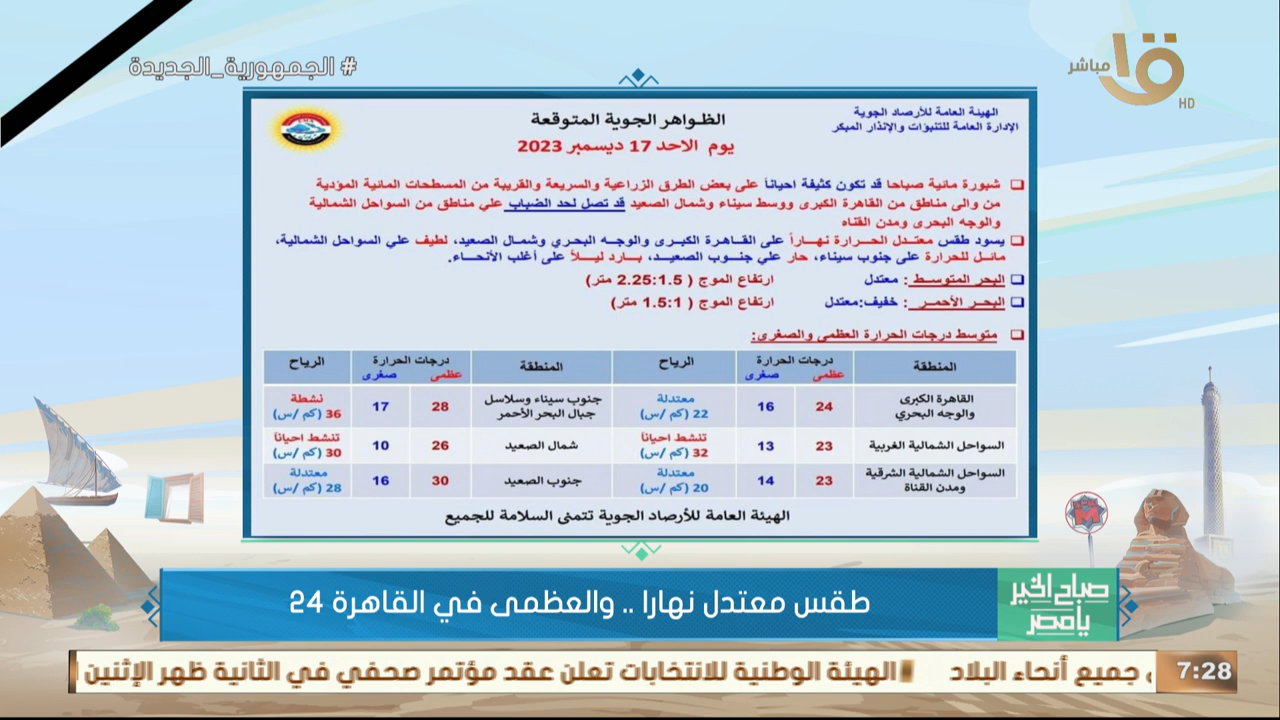 # الجمهورية_الجديدة
مباشر
HD
الهيئة العامة للأرصاد الجوية
الإدارة العامة للتنبؤات والإنذار المبكر
الظواهر الجوية المتوقعة
يوم الاحد 17 ديسمبر 2023
شبورة مائية صباحا قد تكون كثيفة احياناً على بعض الطرق الزراعية والسريعة والقريبة من المسطحات المائية المؤدية
من والى مناطق من القاهرة الكبرى ووسط سيناء وشمال الصعيد قد تصل لحد الضباب علي مناطق من السواحل الشمالية
والوجه البحرى ومدن القناه
يسود طقس معتدل الحرارة نهاراً على القاهرة الكبرى والوجه البحري وشمال الصعيد، لطيف علي السواحل الشمالية،
مائل للحرارة على جنوب سيناء، حار علي جنوب الصعيد، بارد ليلاً على أغلب الأنحاء.
البحر المتوسط : معتدل ارتفاع الموج ( 2.25:1.5 متر)
البحر الأحمر : خفيف:معتدل ارتفاع الموج ( 1.5:1 متر)
متوسط درجات الحرارة العظمي والصغرى:
المنطقة درجات الحرارة الرياح المنطقة درجات الحرارة الرياح
عظمى صغرى عظمى صغرى
القاهرة الكبرى والوجه البحري 24 16 معتدلة 22 (كم /س) جنوب سيناء وسلاسل جبال البحر الأحمر 28 17 نشطة 36 (كم /س)
السواحل الشمالية الغربية 23 13 تنشط احياناً 32 (كم /س) شمال الصعيد 26 10 تنشط احياناً 30 (كم /س)
السواحل الشمالية الشرقية ومدن القناة 23 14 معتدلة 20 (كم /س) جنوب الصعيد 30 16 معتدلة 28 (كم /س)
الهيئة العامة للأرصاد الجوية تتمنى السلامة للجميع
صباح الخير
يا مصر
طقس معتدل نهارا .. والعظمى في القاهرة 24
جميع أنحاء البلاد الهيئة الوطنية للانتخابات تعلن عقد مؤتمر صحفي في الثانية ظهر الإثنين
7:28